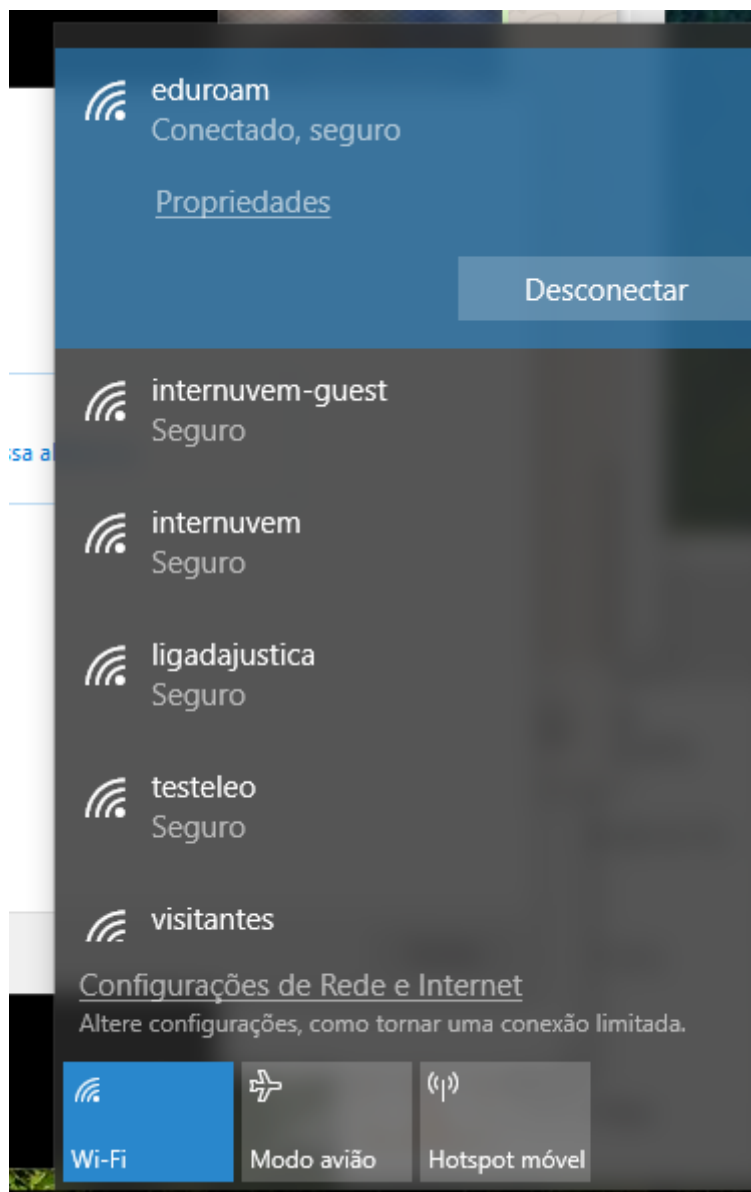 eduroam
Conectado, seguro
Propriedades
Desconectar
internuvem-guest
Seguro
internuvem
Seguro
ssa
ligadajustica
Seguro
testeleo
Seguro
visitantes
Configurações de Rede e Internet
Altere configurações, como tornar uma conexão limitada.
Wi-Fi
Modo avião
Hotspot móvel